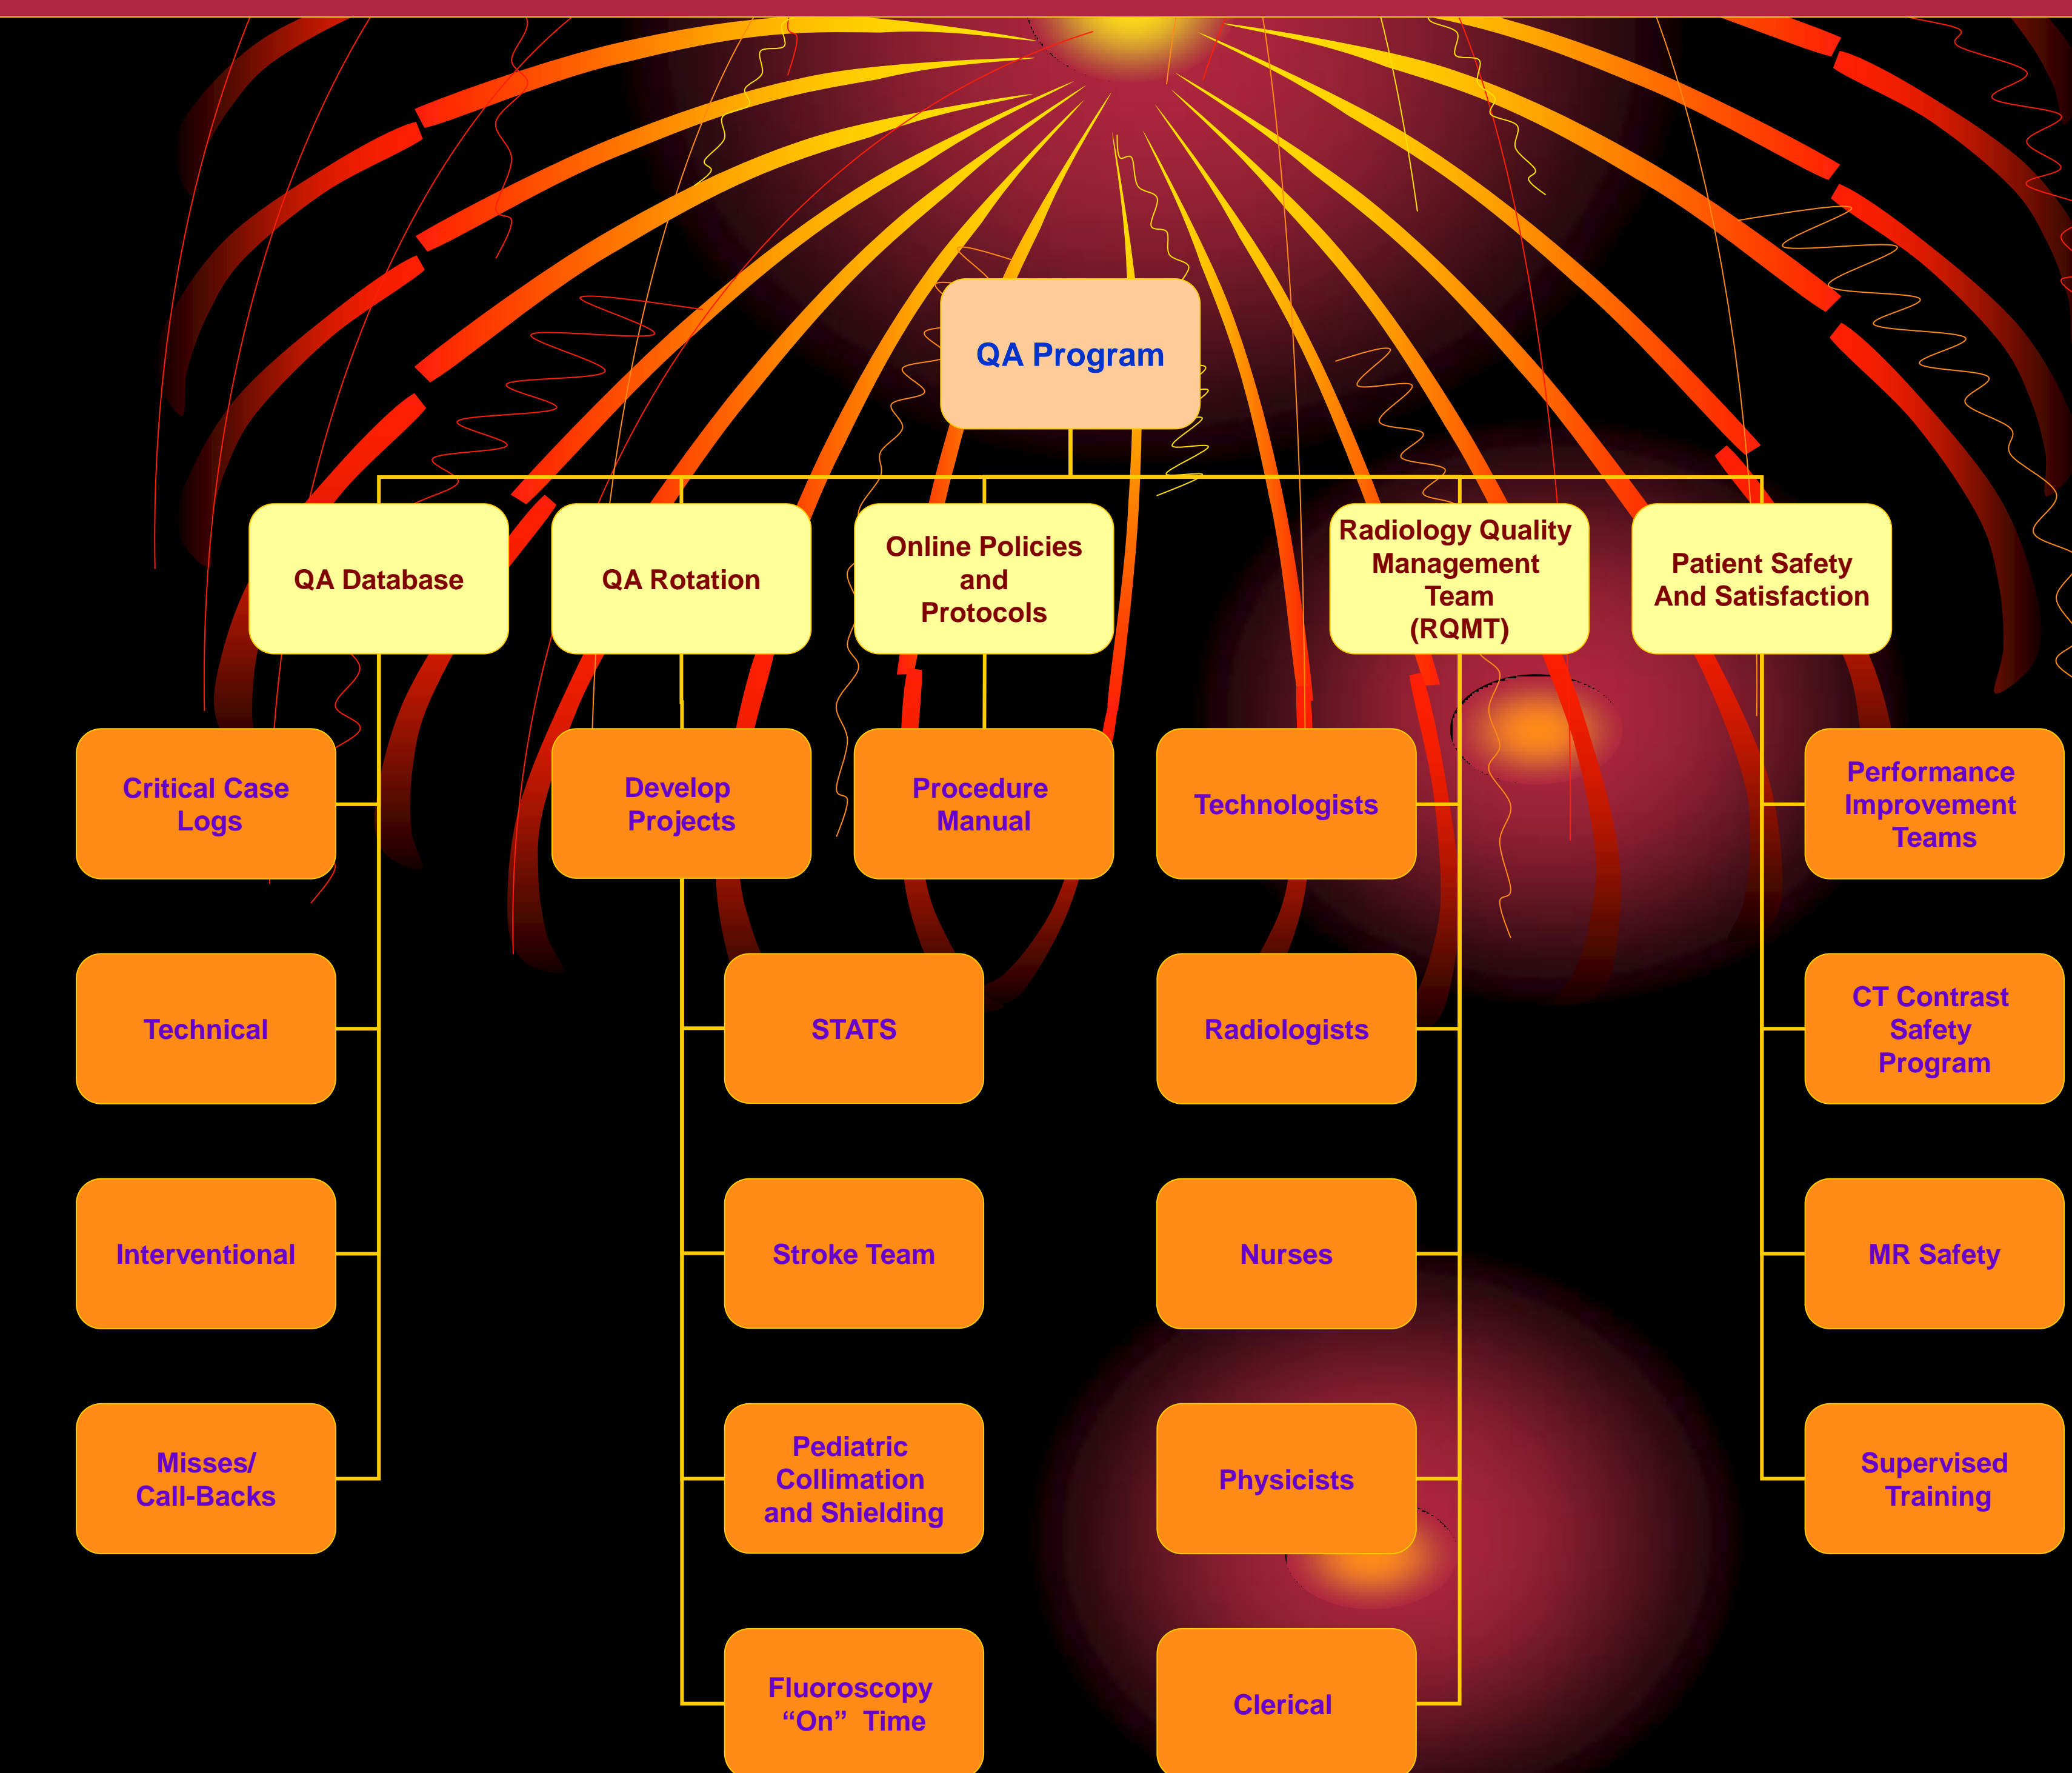 QA Program
QA Database
QA Rotation
Online Policies
and
Protocols
Radiology Quality
Management
Team
(RQMT)
Patient Safety
And Satisfaction
Critical Case
Logs
Develop
Projects
Procedure
Manual
Technologists
Performance
Improvement
Teams
Technical
STATS
Radiologists
CT Contrast
Safety
Program
Interventional
Stroke Team
Nurses
MR Safety
Misses/
Call-Backs
Pediatric
Collimation
and Shielding
Physicists
Supervised
Training
Fluoroscopy
“On”  Time
Clerical